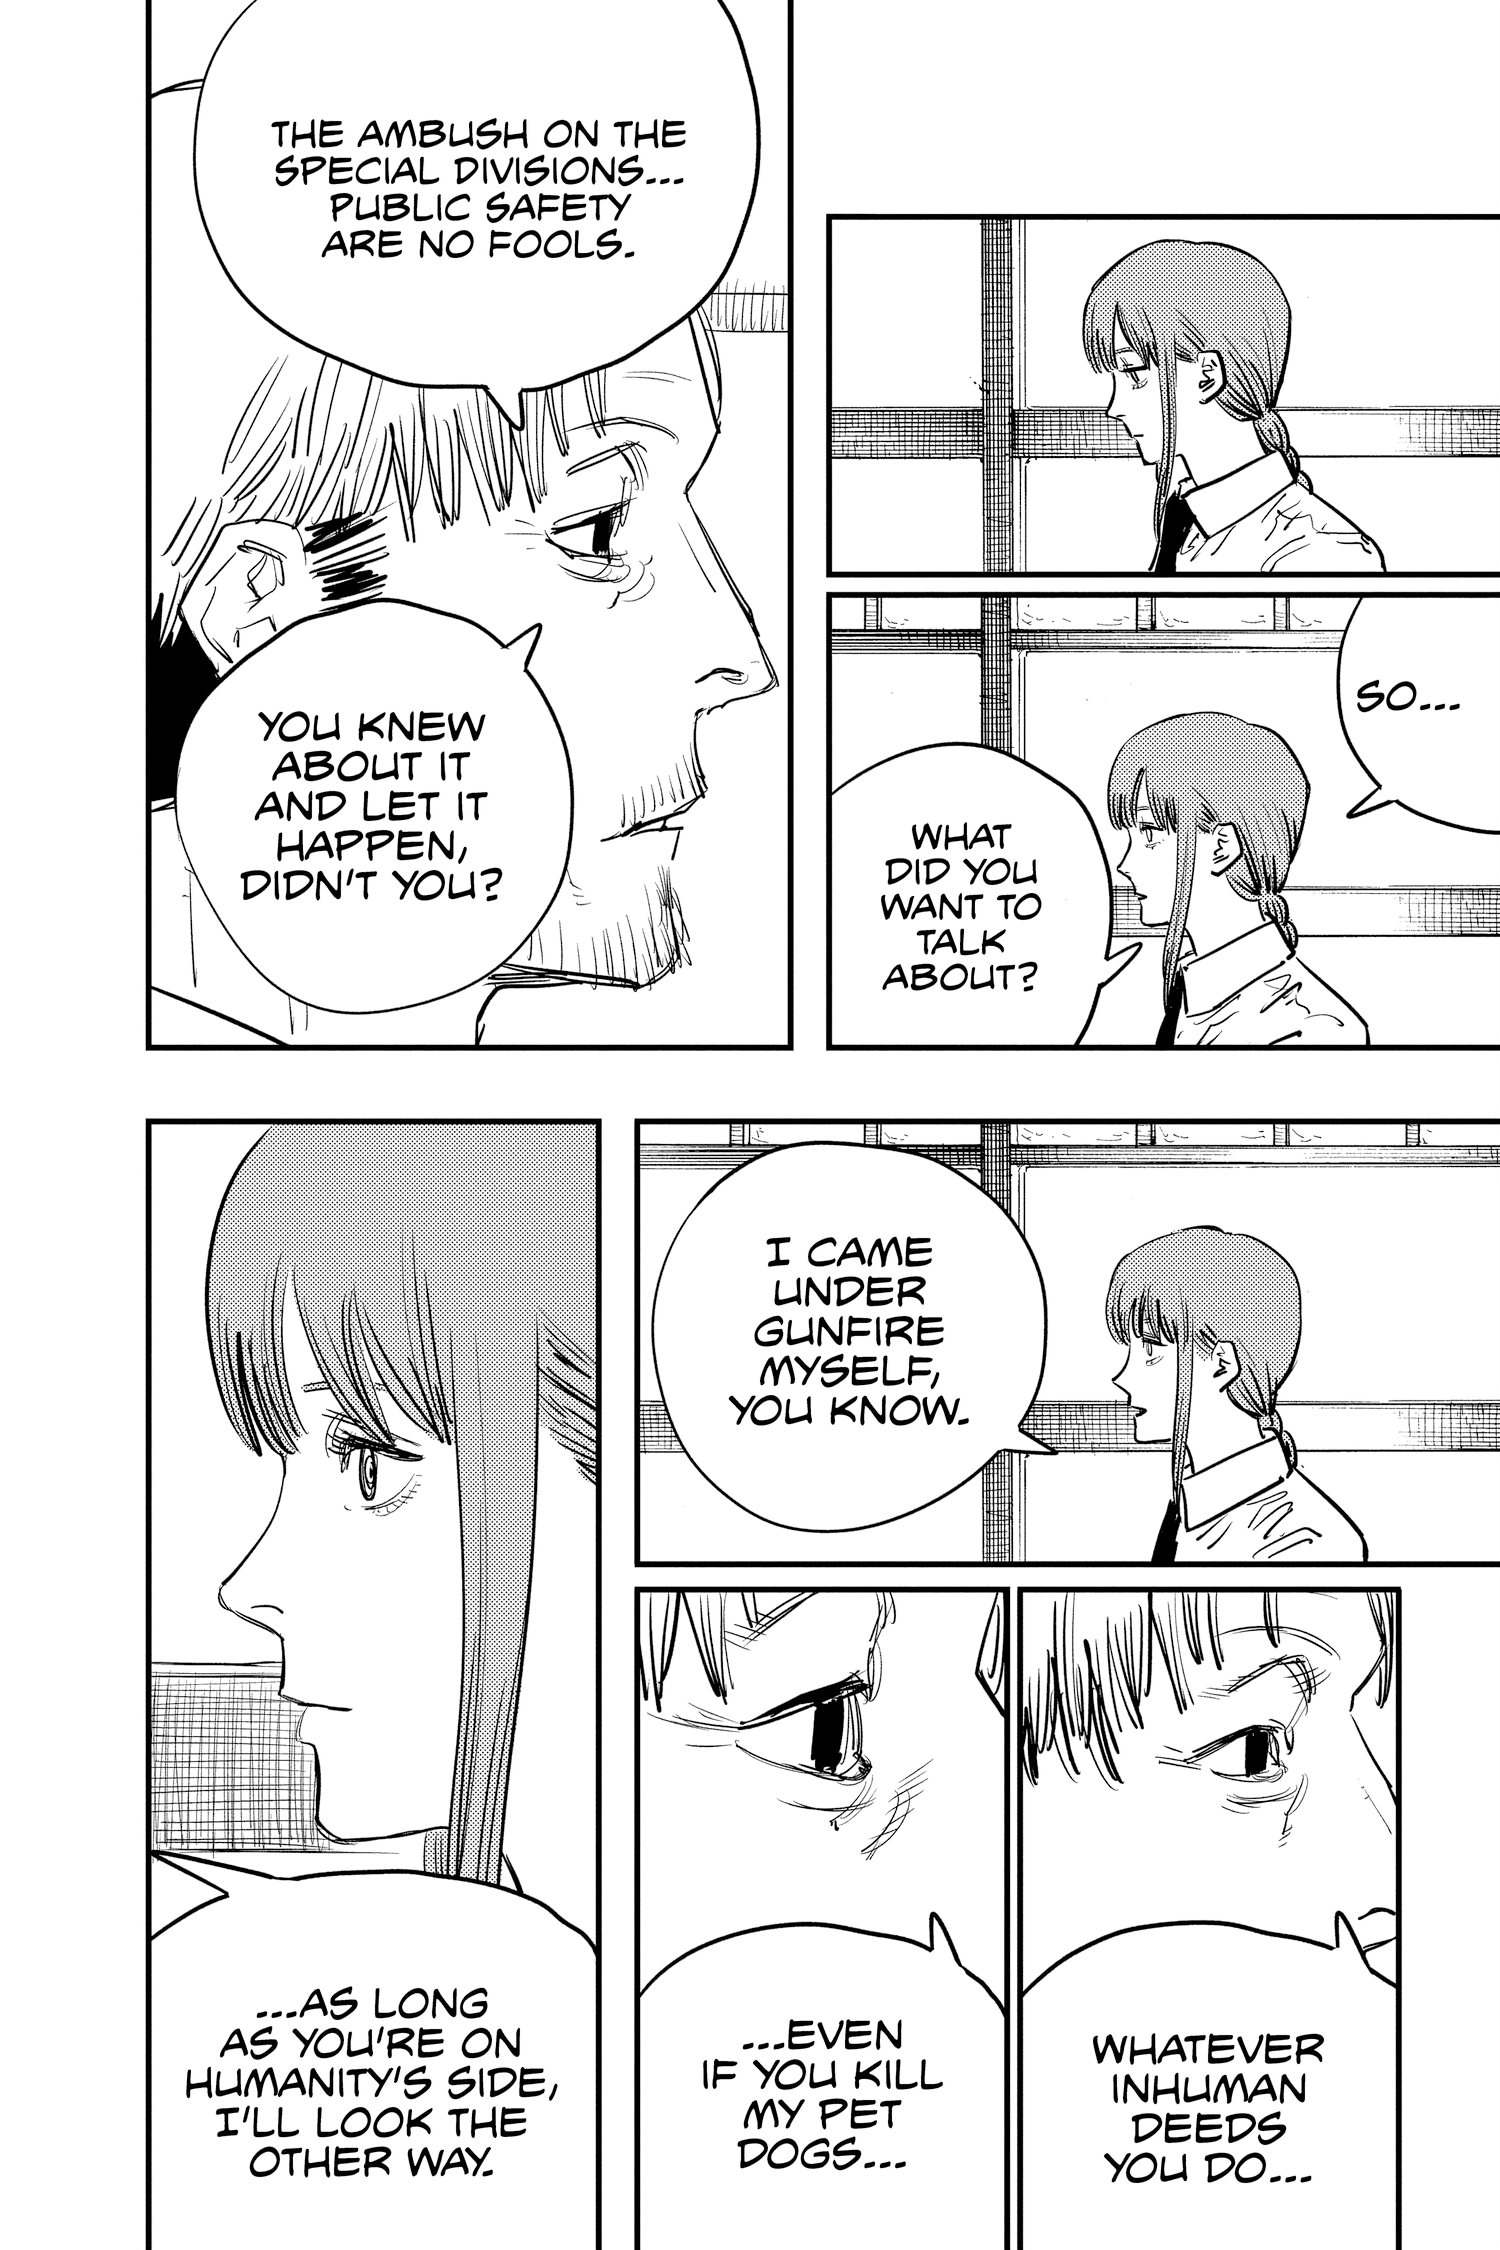 SO...
WHAT
DID YOU
WANT TO
TALK
ABOUT?
THE AMBUSH ON THE
SPECIAL DIVISIONS...
PUBLIC SAFETY
ARE NO FOOLS.
YOU KNEW
ABOUT IT
AND LET IT
HAPPEN,
DIDN'T YOU?
I CAME
UNDER
GUNFIRE
MYSELF,
YOU KNOW.
WHATEVER
INHUMAN
DEEDS
YOU DO...
...EVEN
IF YOU KILL
MY PET
DOGS...
...AS LONG
AS YOU'RE ON
HUMANITY'S SIDE,
I'LL LOOK THE
OTHER WAY.